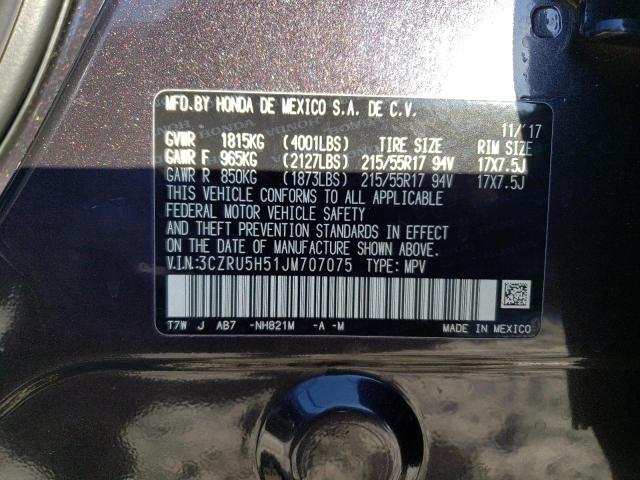 MFD.BY HONDA DE MEXICO S.A. DE C.V.
11/'17
GVWR 1815KG (4001LBS) TIRE SIZE RIM SIZE
GAWR F 965KG (2127LBS) 215/55R17 94V 17X7.5J
GAWR R 850KG (1873LBS) 215/55R17 94V 17X7.5J
THIS VEHICLE CONFORMS TO ALL APPLICABLE
FEDERAL MOTOR VEHICLE SAFETY
AND THEFT PREVENTION STANDARDS IN EFFECT
ON THE DATE OF MANUFACTURE SHOWN ABOVE.
V.I.N.:3CZRU5H51JM707075 TYPE: MPV
T7W J AB7 -NH821M -A -M
MADE IN MEXICO